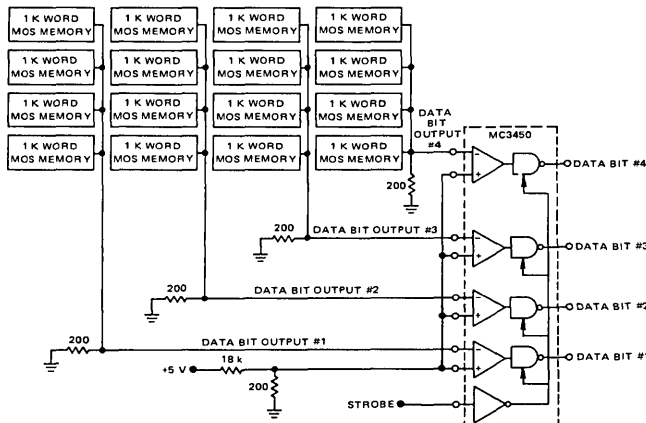 1 K WORD
MOS MEMORY
1 K WORD
MOS MEMORY
1 K WORD
MOS MEMORY
1 K WORD
MOS MEMORY
1 K WORD
MOS MEMORY
1 K WORD
MOS MEMORY
1 K WORD
MOS MEMORY
1 K WORD
MOS MEMORY
1 K WORD
MOS MEMORY
1 K WORD
MOS MEMORY
1 K WORD
MOS MEMORY
1 K WORD
MOS MEMORY
1 K WORD
MOS MEMORY
1 K WORD
MOS MEMORY
1 K WORD
MOS MEMORY
1 K WORD
MOS MEMORY
DATA
BIT
OUTPUT
#4
MC3450
DATA BIT #4
200
200
DATA BIT OUTPUT #3
DATA BIT #3
200
DATA BIT OUTPUT #2
DATA BIT #2
200
DATA BIT OUTPUT #1
DATA BIT #1
+5 V
18 k
200
STROBE